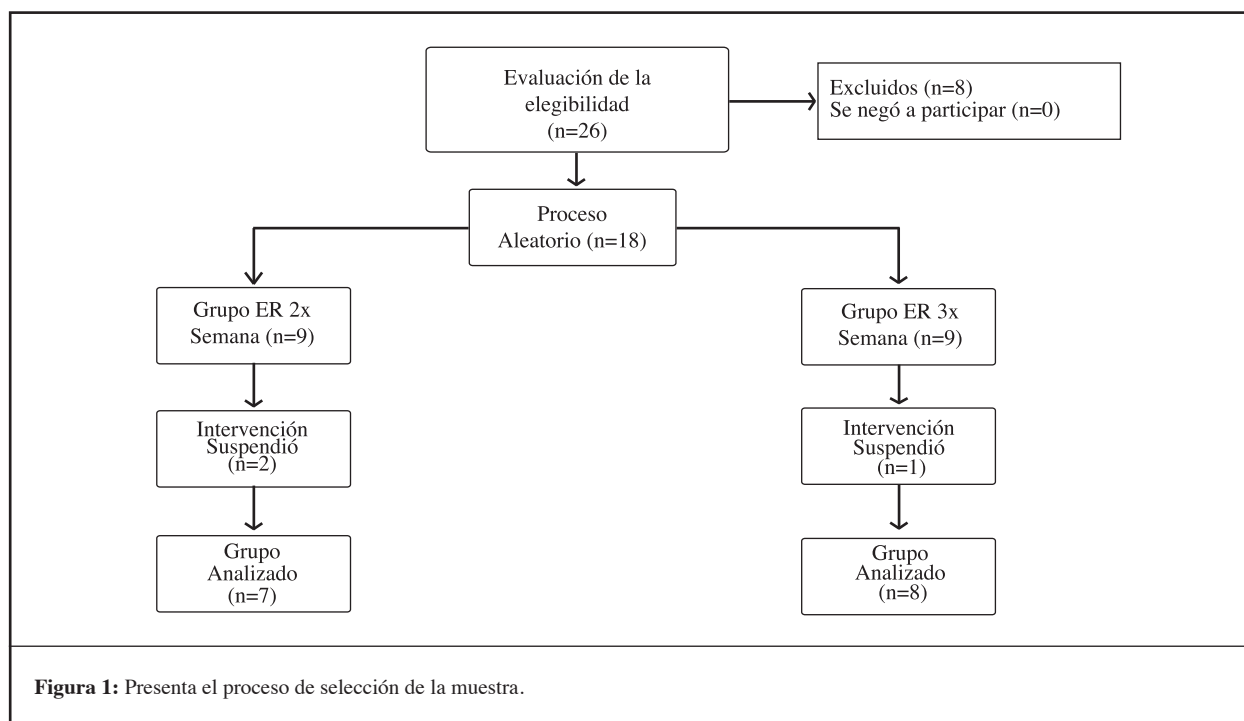 Evaluación de la
elegibilidad
(n=26)
Excluidos (n=8)
Se negó a participar (n=0)
Proceso
Aleatorio (n=18)
Grupo ER 2x
Semana (n=9)
Grupo ER 3x
Semana (n=9)
Intervención
Suspendió
(n=2)
Intervención
Suspendió
(n=1)
Grupo
Analizado
(n=7)
Grupo
Analizado
(n=8)
Figura 1: Presenta el proceso de selección de la muestra.